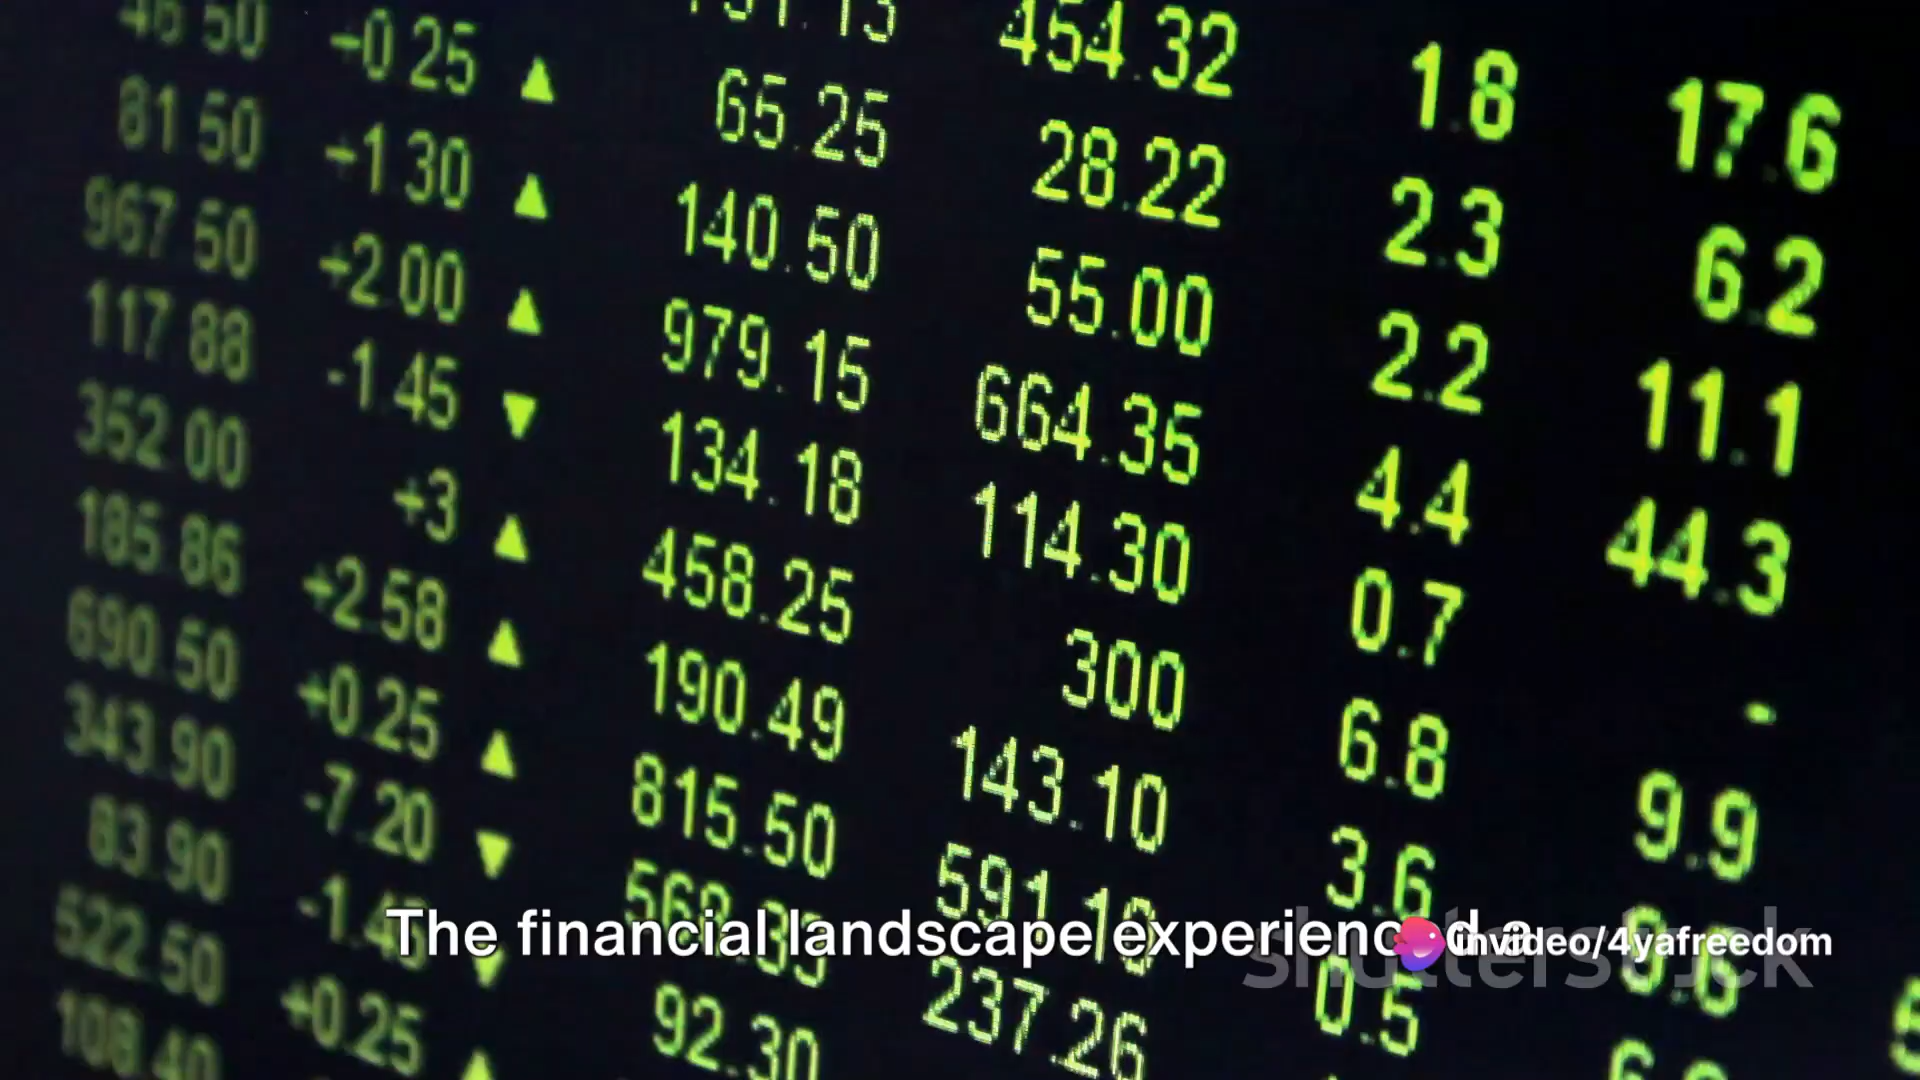 46 50 +0 25 ▲ 454.32 1.8 17.6
81 50 +1 30 ▲ 65.25 28.22 2.3 6.2
967 50 +2 00 ▲ 140.50 55.00 2.2 11.1
117 88 -1.45 ▼ 979.15 664.35 4.4 44.3
352 00 +3 ▲ 134.18 114.30 0.7 -
185 86 +2.58 ▲ 458.25 300 6.8 9.9
690 50 +0.25 ▲ 190.49 143.10 3.6
343 90 -7.20 ▼ 815.50 591.10 0.5
83 90 ▼ 237.26
522 50 +0.25 ▲ 92.30
108 40
The financial landscape experienced a
invideo/4yafreedom
shutterstock